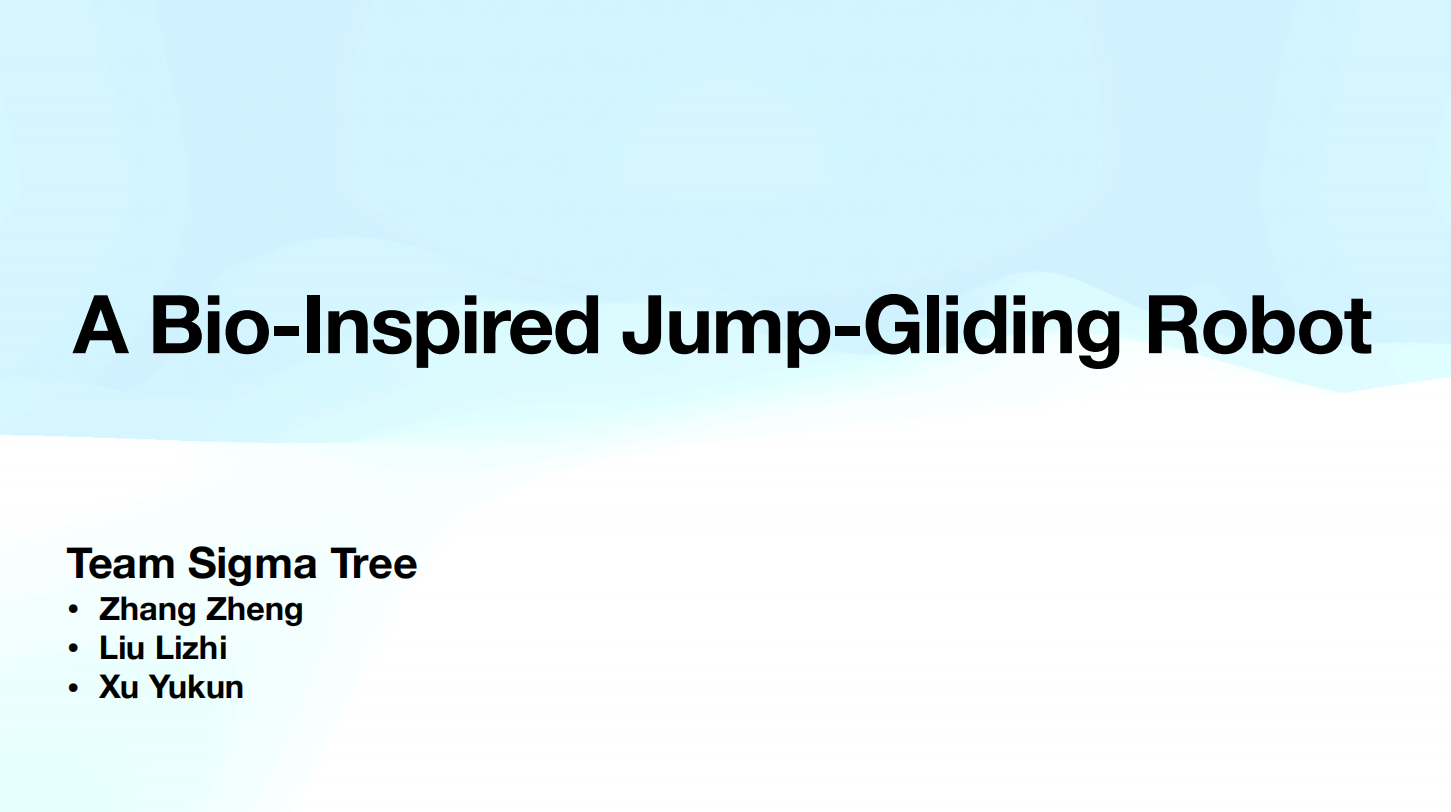 A Bio-Inspired Jump-Gliding Robot
Team Sigma Tree
• Zhang Zheng
• Liu Lizhi
• Xu Yukun